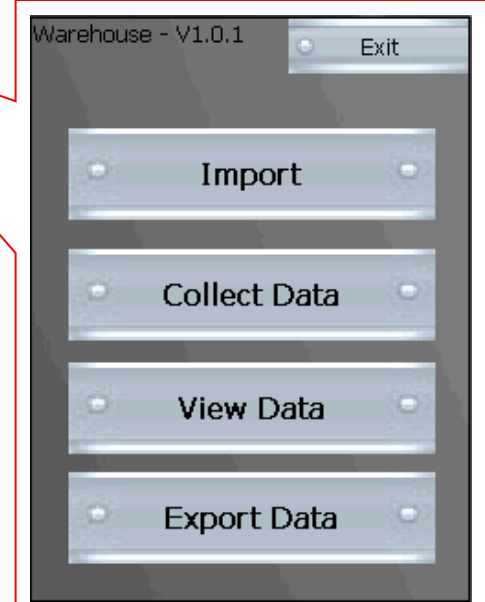 Warehouse - V1.0.1
Exit
Import
Collect Data
View Data
Export Data